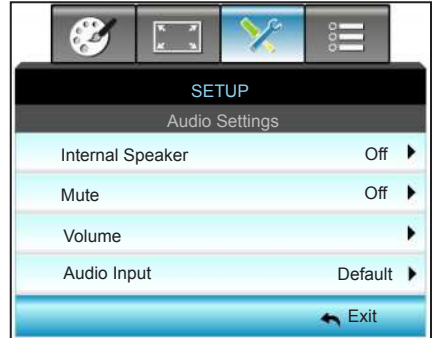 SETUP
Audio Settings
Internal Speaker Off
Mute Off
Volume
Audio Input Default
Exit